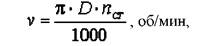 v = π · D · n_ст / 1000 , об/мин,